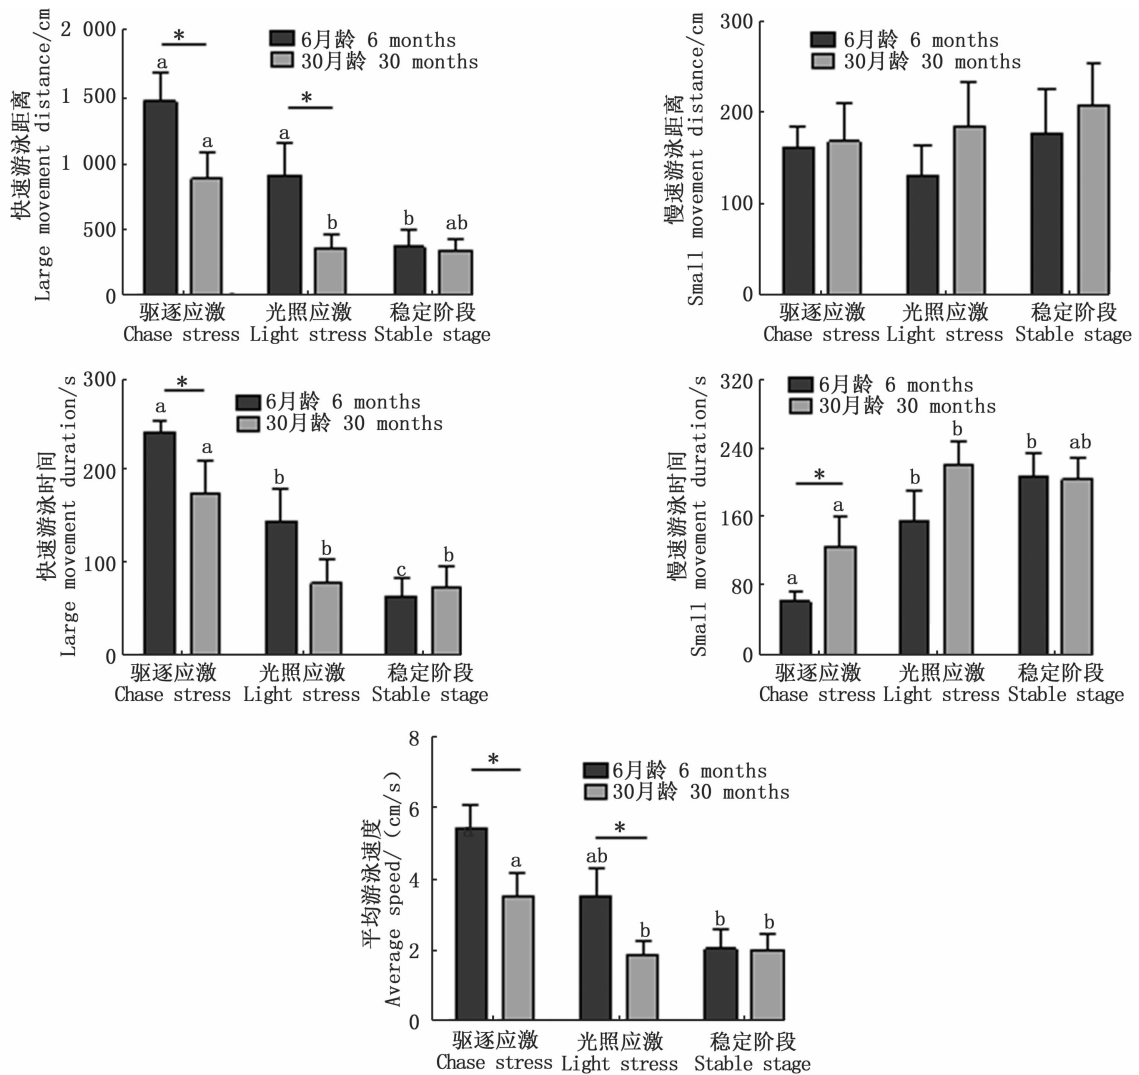 快速游泳距离
Large movement distance/cm
2 000
1 500
1 000
500
0
6月龄 6 months
30月龄 30 months
*
a
a
*
a
b
b
ab
驱逐应激
Chase stress
光照应激
Light stress
稳定阶段
Stable stage
慢速游泳距离
Small movement distance/cm
300
200
100
0
6月龄 6 months
30月龄 30 months
驱逐应激
Chase stress
光照应激
Light stress
稳定阶段
Stable stage
快速游泳时间
Large movement duration/s
300
200
100
0
6月龄 6 months
30月龄 30 months
*
a
a
b
b
c
b
驱逐应激
Chase stress
光照应激
Light stress
稳定阶段
Stable stage
慢速游泳时间
Small movement duration/s
320
240
160
80
0
6月龄 6 months
30月龄 30 months
*
a
a
b
b
b
ab
驱逐应激
Chase stress
光照应激
Light stress
稳定阶段
Stable stage
平均游泳速度
Average speed/(cm/s)
8
6
4
2
0
6月龄 6 months
30月龄 30 months
*
a
a
*
ab
b
b
b
驱逐应激
Chase stress
光照应激
Light stress
稳定阶段
Stable stage